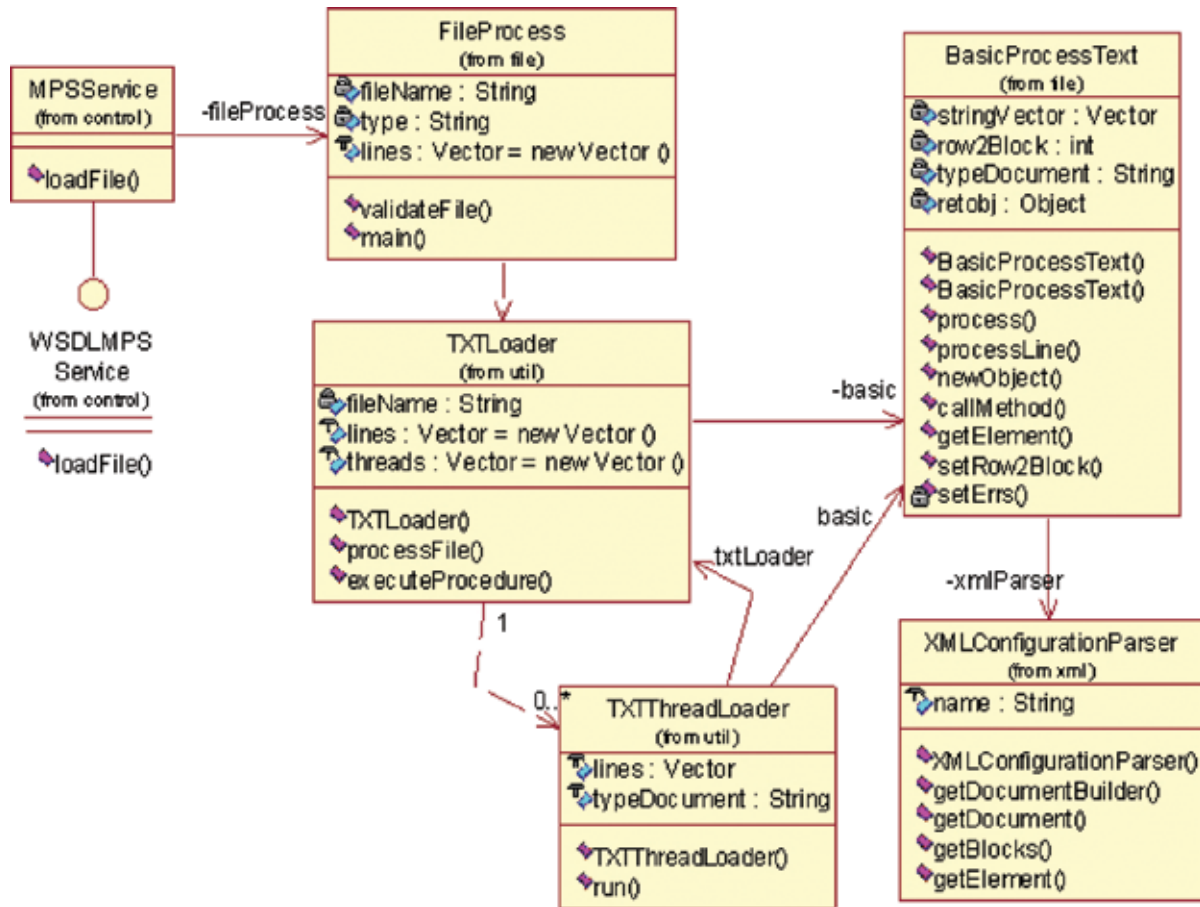 MPSService
(from control)
loadFile()
WSDLMPS
Service
(from control)
loadFile()
-fileProcess
FileProcess
(from file)
fileName : String
type : String
lines : Vector = newVector ()
validateFile()
main()
TXTLoader
(from util)
fileName : String
lines : Vector = newVector ()
threads : Vector = newVector ()
TXTLoader()
processFile()
executeProcedure()
-basic
basic
txtLoader
1
0..*
TXTThreadLoader
(from util)
lines : Vector
typeDocument : String
TXTThreadLoader()
run()
BasicProcessText
(from file)
stringVector : Vector
row2Block : int
typeDocument : String
retobj : Object
BasicProcessText()
BasicProcessText()
process()
processLine()
newObject()
callMethod()
getElement()
setRow2Block()
setErrs()
-xmlParser
XMLConfigurationParser
(from xml)
name : String
XMLConfigurationParser()
getDocumentBuilder()
getDocument()
getBlocks()
getElement()